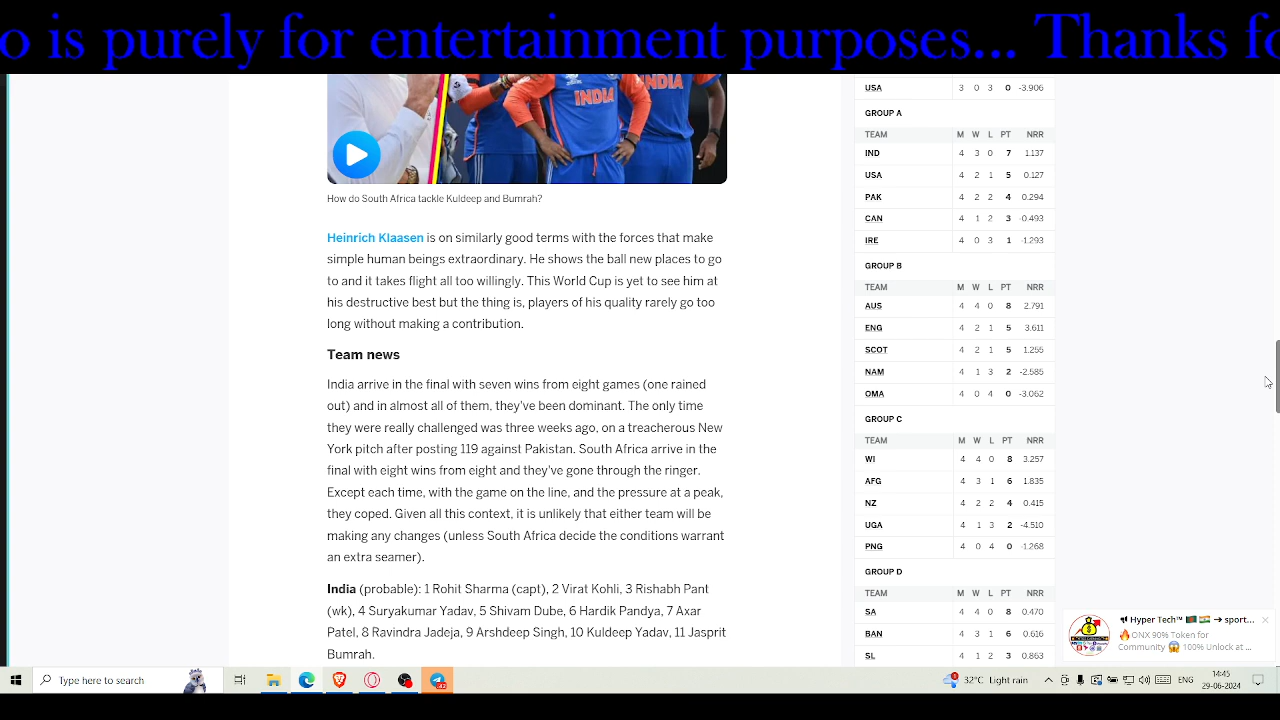 o is purely for entertainment purposes... Thanks fo
INDIA
INDIA
How do South Africa tackle Kuldeep and Bumrah?
Heinrich Klaasen is on similarly good terms with the forces that make
simple human beings extraordinary. He shows the ball new places to go
to and it takes flight all too willingly. This World Cup is yet to see him at
his destructive best but the thing is, players of his quality rarely go too
long without making a contribution.
Team news
India arrive in the final with seven wins from eight games (one rained
out) and in almost all of them, they've been dominant. The only time
they were really challenged was three weeks ago, on a treacherous New
York pitch after posting 119 against Pakistan. South Africa arrive in the
final with eight wins from eight and they've gone through the ringer.
Except each time, with the game on the line, and the pressure at a peak,
they coped. Given all this context, it is unlikely that either team will be
making any changes (unless South Africa decide the conditions warrant
an extra seamer).
India (probable): 1 Rohit Sharma (capt), 2 Virat Kohli, 3 Rishabh Pant
(wk), 4 Suryakumar Yadav, 5 Shivam Dube, 6 Hardik Pandya, 7 Axar
Patel, 8 Ravindra Jadeja, 9 Arshdeep Singh, 10 Kuldeep Yadav, 11 Jasprit
Bumrah.
USA 3 0 3 0 -3.906
GROUP A
TEAM M W L PT NRR
IND 4 3 0 7 1.137
USA 4 2 1 5 0.127
PAK 4 2 2 4 0.294
CAN 4 1 2 3 -0.493
IRE 4 0 3 1 -1.293
GROUP B
TEAM M W L PT NRR
AUS 4 4 0 8 2.791
ENG 4 2 1 5 3.611
SCOT 4 2 1 5 1.255
NAM 4 1 3 2 -2.585
OMA 4 0 4 0 -3.062
GROUP C
TEAM M W L PT NRR
WI 4 4 0 8 3.257
AFG 4 3 1 6 1.835
NZ 4 2 2 4 0.415
UGA 4 1 3 2 -4.510
PNG 4 0 4 0 -1.268
GROUP D
TEAM M W L PT NRR
SA 4 4 0 8 0.470
BAN 4 3 1 6 0.616
SL 4 1 2 3 0.863
Hyper Tech™ 🇧🇩 🇮🇳 → sport...
🔥ONX 90% Token for
Community 😱 100% Unlock at ...
Type here to search
32°C Light rain
ENG
14:45
29-06-2024